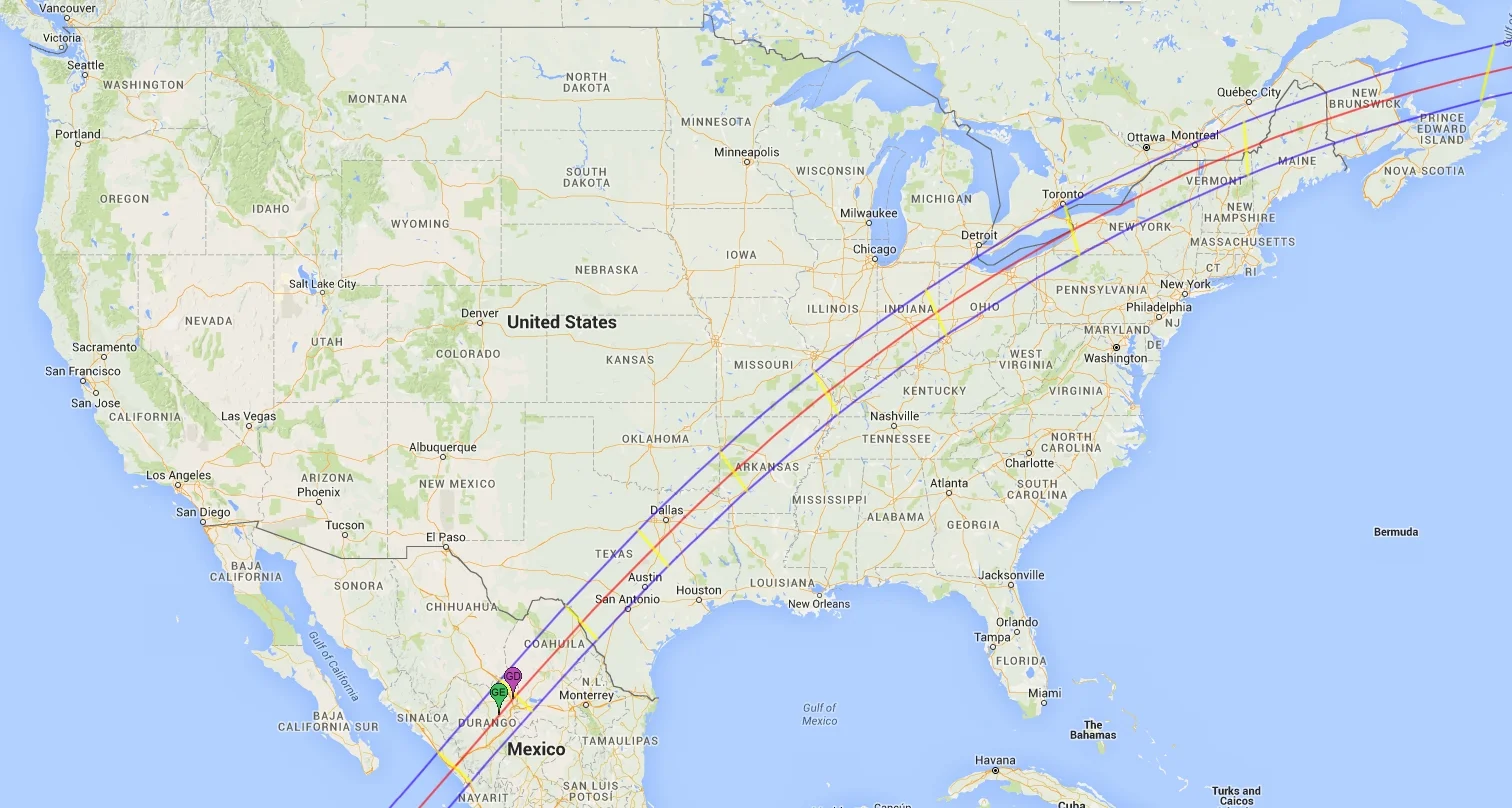 Vancouver
Victoria
Seattle
WASHINGTON
MONTANA
NORTH
DAKOTA
MINNESOTA
Québec City
NEW
BRUNSWICK
PRINCE
EDWARD
ISLAND
Portland
Minneapolis
Ottawa
Montreal
MAINE
NOVA SCOTIA
OREGON
IDAHO
WYOMING
SOUTH
DAKOTA
WISCONSIN
MICHIGAN
Toronto
VERMONT
NEW
HAMPSHIRE
Milwaukee
Chicago
Detroit
NEW YORK
MASSACHUSETTS
CT
RI
IOWA
NEBRASKA
Salt Lake City
Denver
United States
ILLINOIS
INDIANA
OHIO
PENNSYLVANIA
New York
Philadelphia
NJ
NEVADA
UTAH
COLORADO
KANSAS
MISSOURI
WEST
VIRGINIA
MARYLAND
DE
Washington
Sacramento
San Francisco
San Jose
CALIFORNIA
Las Vegas
KENTUCKY
VIRGINIA
Nashville
TENNESSEE
Albuquerque
OKLAHOMA
ARKANSAS
NORTH
CAROLINA
Charlotte
Los Angeles
ARIZONA
Phoenix
NEW MEXICO
MISSISSIPPI
Atlanta
SOUTH
CAROLINA
San Diego
Tucson
El Paso
Dallas
TEXAS
ALABAMA
GEORGIA
Bermuda
BAJA
CALIFORNIA
SONORA
CHIHUAHUA
Austin
San Antonio
Houston
LOUISIANA
New Orleans
Jacksonville
Orlando
Tampa
FLORIDA
Miami
Gulf of California
COAHUILA
GD
GE
N.L.
Monterrey
BAJA
CALIFORNIA SUR
SINALOA
DURANGO
Mexico
TAMAULIPAS
Gulf of
Mexico
The
Bahamas
Havana
NAYARIT
SAN LUIS
POTOSÍ
Cancún
Cuba
Turks and
Caicos